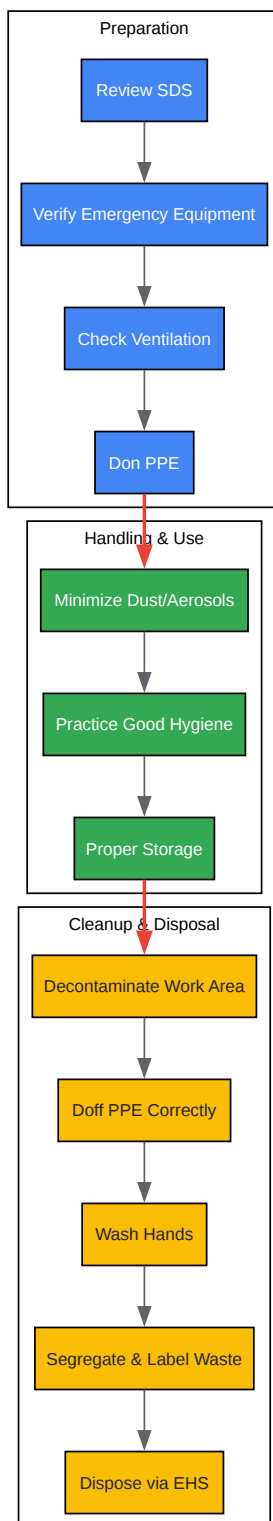 Preparation
Review SDS
Verify Emergency Equipment
Check Ventilation
Don PPE
Handling & Use
Minimize Dust/Aerosols
Practice Good Hygiene
Proper Storage
Cleanup & Disposal
Decontaminate Work Area
Doff PPE Correctly
Wash Hands
Segregate & Label Waste
Dispose via EHS